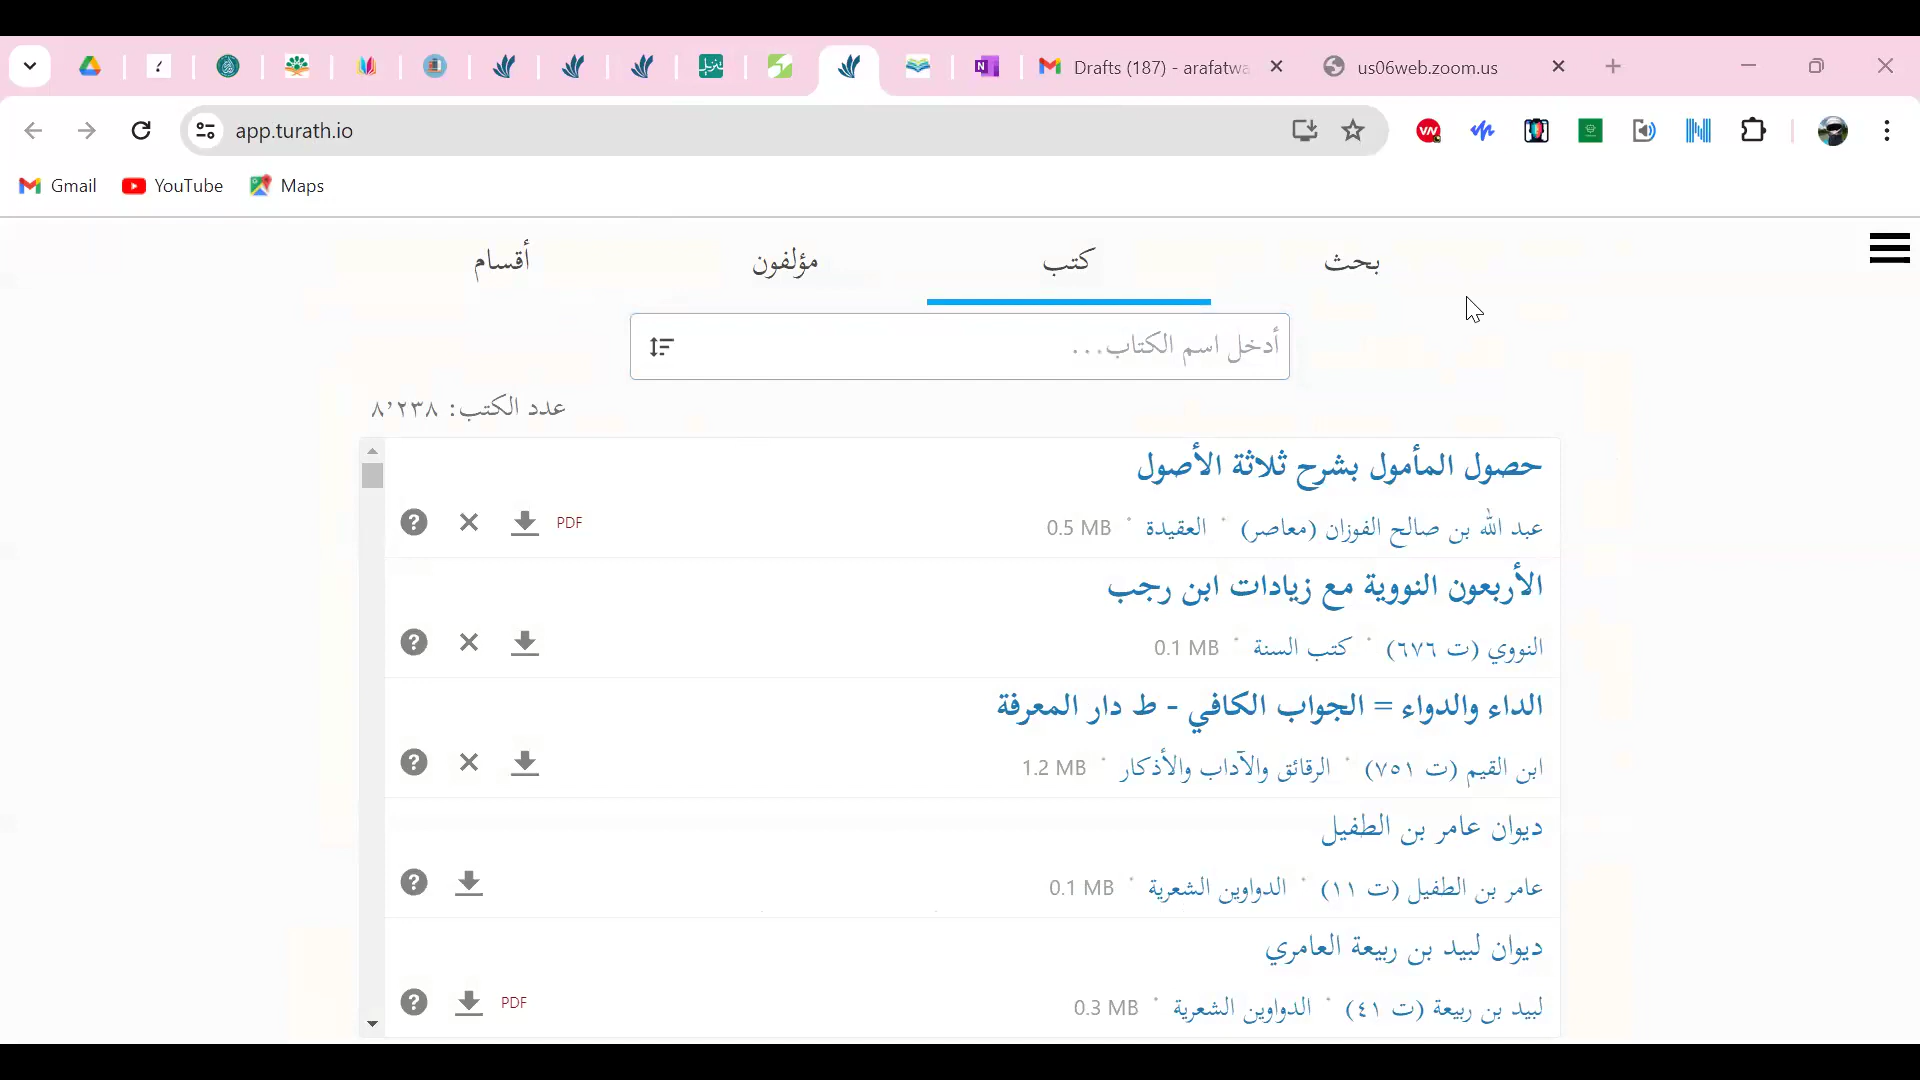 Drafts (187) - arafatwa
us06web.zoom.us
app.turath.io
Gmail
YouTube
Maps
بحث
كتب
مؤلفون
أقسام
أدخل اسم الكتاب...
عدد الكتب: ٨٬٢٣٨
حصول المأمول بشرح ثلاثة الأصول
عبد الله بن صالح الفوزان (معاصر) • العقيدة • 0.5 MB
PDF
الأربعون النووية مع زيادات ابن رجب
النووي (ت ٦٧٦) • كتب السنة • 0.1 MB
الداء والدواء = الجواب الكافي - ط دار المعرفة
ابن القيم (ت ٧٥١) • الرقائق والآداب والأذكار • 1.2 MB
ديوان عامر بن الطفيل
عامر بن الطفيل (ت ١١) • الدواوين الشعرية • 0.1 MB
ديوان لبيد بن ربيعة العامري
لبيد بن ربيعة (ت ٤١) • الدواوين الشعرية • 0.3 MB
PDF